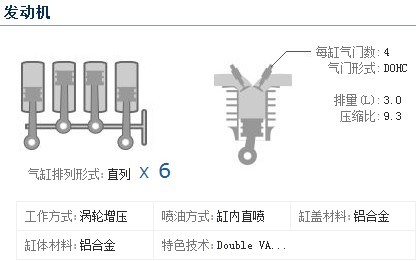 发动机
每缸气门数: 4
气门形式: DOHC
排量(L): 3.0
压缩比: 9.3
气缸排列形式: 直列 X 6
工作方式: 涡轮增压 喷油方式: 缸内直喷 缸盖材料: 铝合金
缸体材料: 铝合金 特色技术: Double VA...